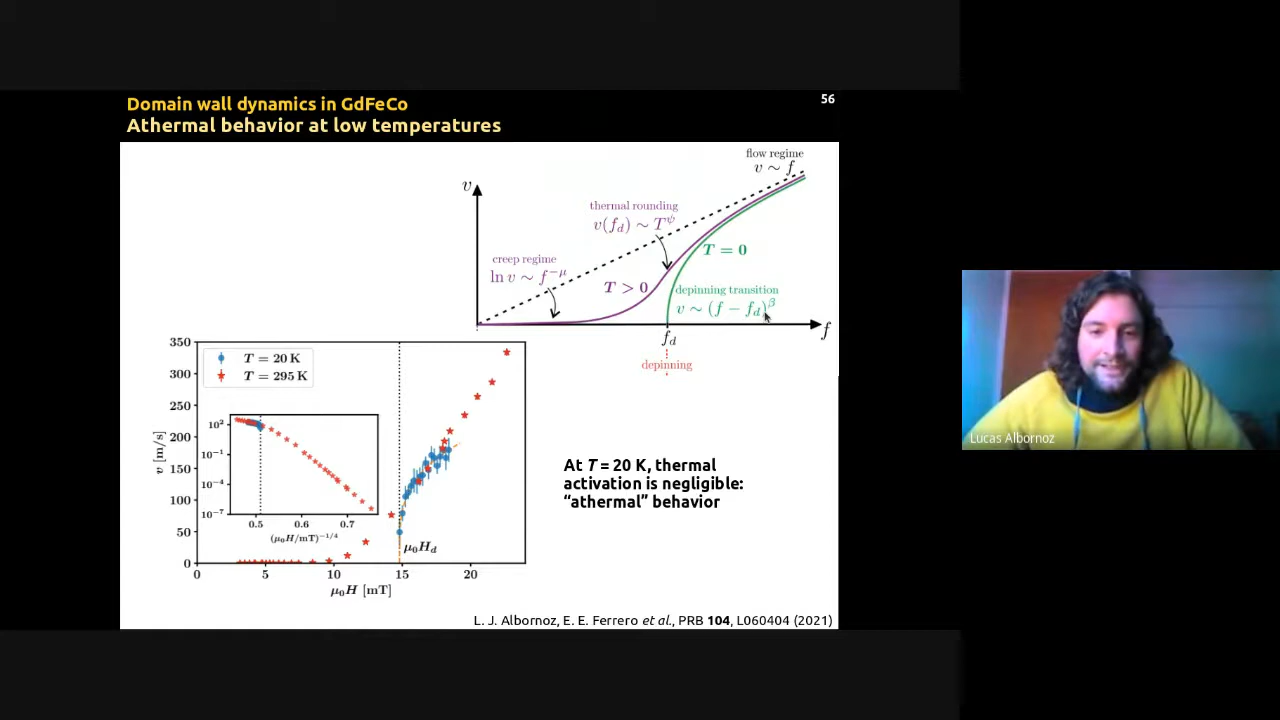 Domain wall dynamics in GdFeCo
Athermal behavior at low temperatures
56
flow regime
v ∼ f
v
thermal rounding
v(f_d) ∼ T^ψ
T = 0
creep regime
ln v ∼ f^{−μ}
T > 0
depinning transition
v ∼ (f − f_d)^β
f_d
f
depinning
350
300
250
200
150
100
50
0
v [m/s]
T = 20 K
T = 295 K
10^2
10^{−1}
10^{−4}
10^{−7}
0.5 0.6 0.7
(μ₀H/mT)^{−1/4}
μ₀H_d
0 5 10 15 20
μ₀H [mT]
At T = 20 K, thermal
activation is negligible:
“athermal” behavior
L. J. Albornoz, E. E. Ferrero et al., PRB 104, L060404 (2021)
Lucas Albornoz